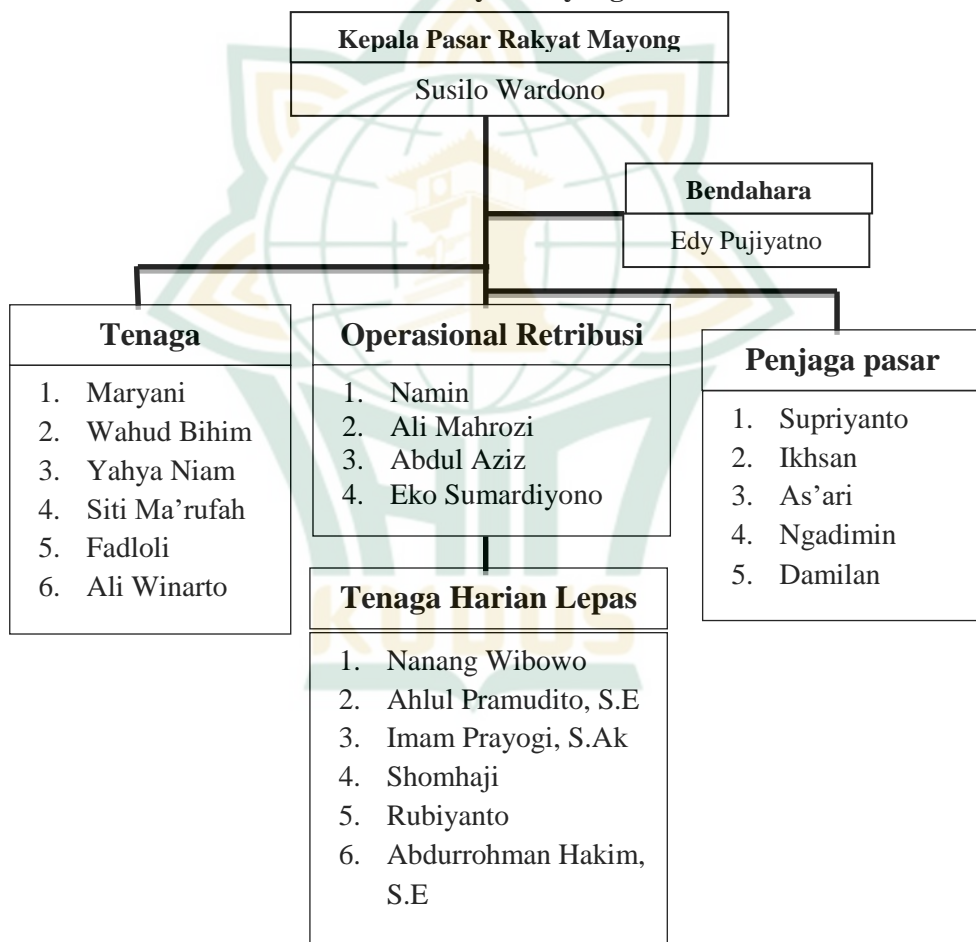 Kepala Pasar Rakyat Mayong
Susilo Wardono
Bendahara
Edy Pujiyatno
Tenaga
1. Maryani
2. Wahud Bihim
3. Yahya Niam
4. Siti Ma’rufah
5. Fadloli
6. Ali Winarto
Operasional Retribusi
1. Namin
2. Ali Mahrozi
3. Abdul Aziz
4. Eko Sumardiyono
Penjaga pasar
1. Supriyanto
2. Ikhsan
3. As’ari
4. Ngadimin
5. Damilan
Tenaga Harian Lepas
1. Nanang Wibowo
2. Ahlul Pramudito, S.E
3. Imam Prayogi, S.Ak
4. Shomhaji
5. Rubiyanto
6. Abdurrohman Hakim,
S.E
KUDUS